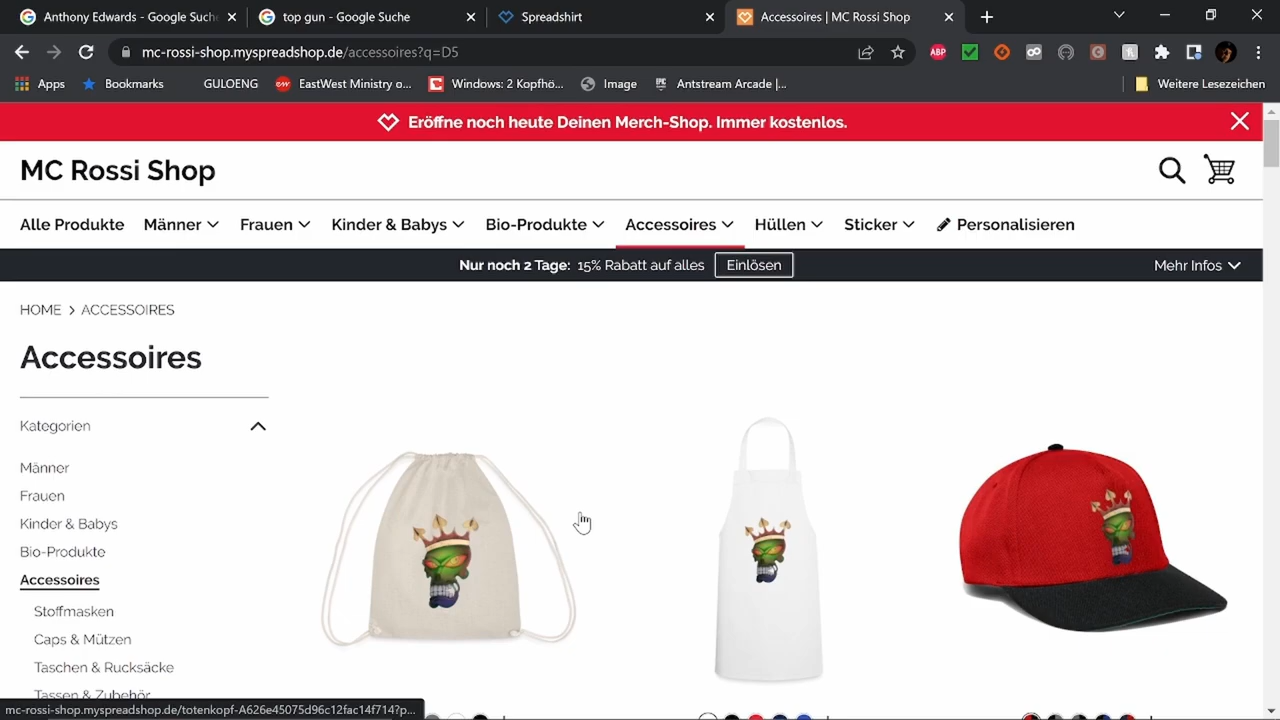 Anthony Edwards - Google Suche
top gun - Google Suche
Spreadshirt
Accessoires | MC Rossi Shop
mc-rossi-shop.myspreadshop.de/accessoires?q=D5
ABP
Apps
Bookmarks
GULOENG
EastWest Ministry o...
Windows: 2 Kopfhö...
Image
Antstream Arcade |...
Weitere Lesezeichen
Eröffne noch heute Deinen Merch-Shop. Immer kostenlos.
MC Rossi Shop
Alle Produkte Männer Frauen Kinder & Babys Bio-Produkte Accessoires Hüllen Sticker Personalisieren
Nur noch 2 Tage: 15% Rabatt auf alles Einlösen Mehr Infos
HOME > ACCESSOIRES
Accessoires
Kategorien
Männer
Frauen
Kinder & Babys
Bio-Produkte
Accessoires
Stoffmasken
Caps & Mützen
Taschen & Rucksäcke
Tassen & Zubehör
mc-rossi-shop.myspreadshop.de/totenkopf-A626e45075d96c12fac14f714?p...